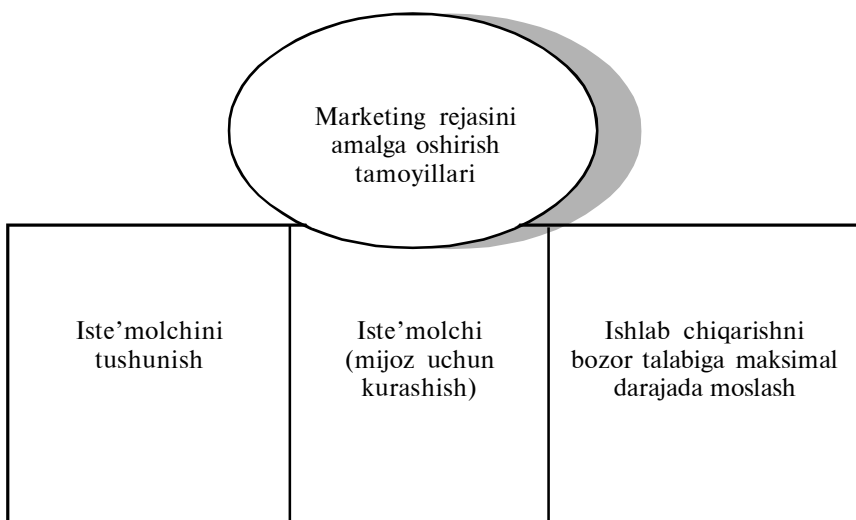 Marketing rejasini
amalga oshirish
tamoyillari
Iste’molchini
tushunish
Iste’molchi
(mijoz uchun
kurashish)
Ishlab chiqarishni
bozor talabiga maksimal
darajada moslash